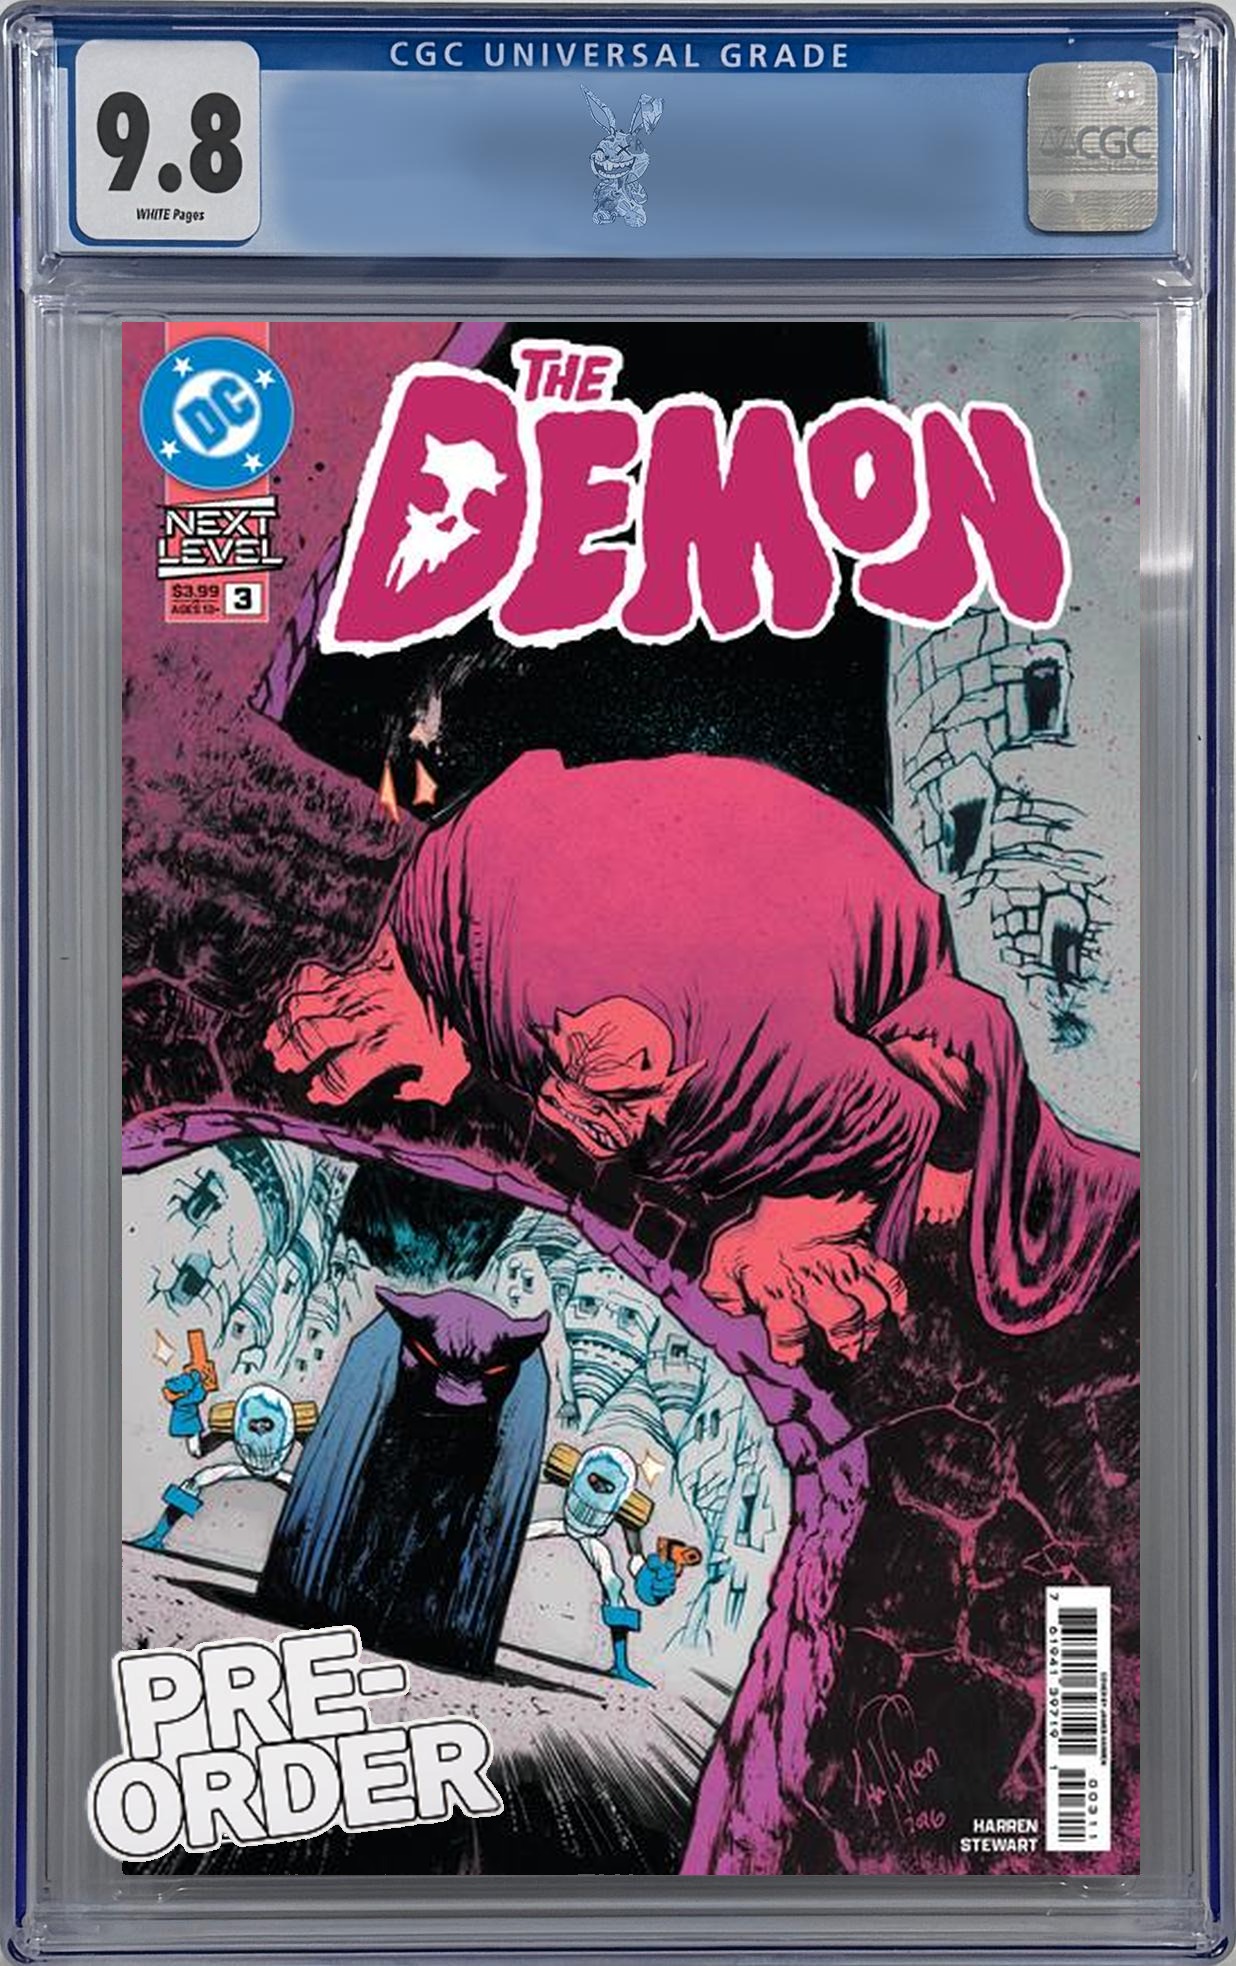 CGC UNIVERSAL GRADE
9.8
WHITE Pages
CGC
DC
NEXT
LEVEL
$3.99
AGES 13+
3
THE
DEMON
PRE-
ORDER
HARREN
STEWART